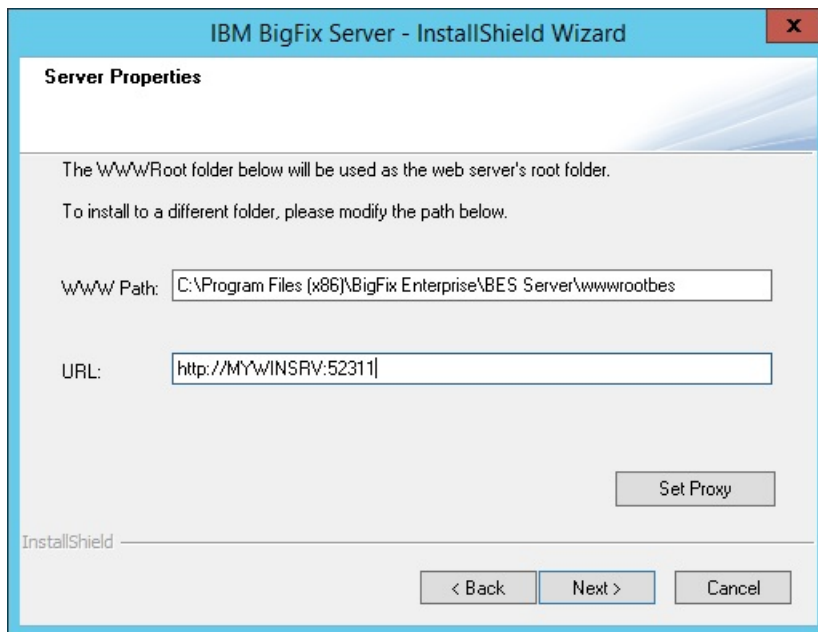 IBM BigFix Server - InstallShield Wizard
x
Server Properties
The WWWRoot folder below will be used as the web server's root folder.
To install to a different folder, please modify the path below.
WWW Path: C:\Program Files (x86)\BigFix Enterprise\BES Server\wwwrootbes
URL: http://MYWINSRV:52311
Set Proxy
InstallShield
< Back Next > Cancel